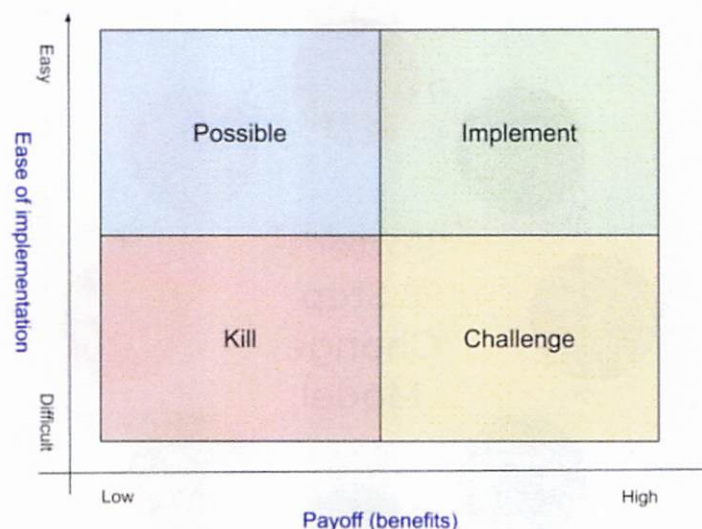 Easy
Ease of implementation
Difficult
Possible
Implement
Kill
Challenge
Low
High
Payoff (benefits)